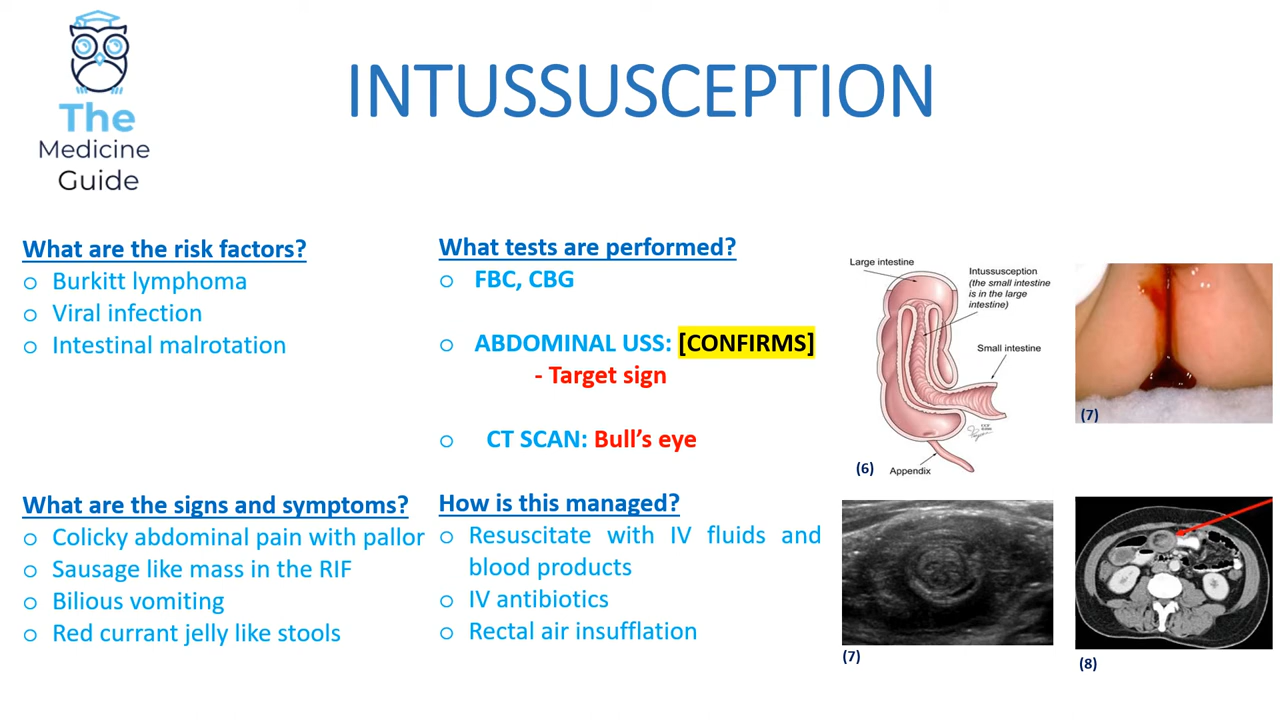 The
Medicine
Guide
INTUSSUSCEPTION
What are the risk factors?
○ Burkitt lymphoma
○ Viral infection
○ Intestinal malrotation
What are the signs and symptoms?
○ Colicky abdominal pain with pallor
○ Sausage like mass in the RIF
○ Bilious vomiting
○ Red currant jelly like stools
What tests are performed?
○ FBC, CBG
○ ABDOMINAL USS: [CONFIRMS]
- Target sign
○ CT SCAN: Bull’s eye
How is this managed?
○ Resuscitate with IV fluids and
blood products
○ IV antibiotics
○ Rectal air insufflation
Large intestine
Intussusception
(the small intestine
is in the large
intestine)
Small intestine
Appendix
(6)
(7)
(7)
(8)